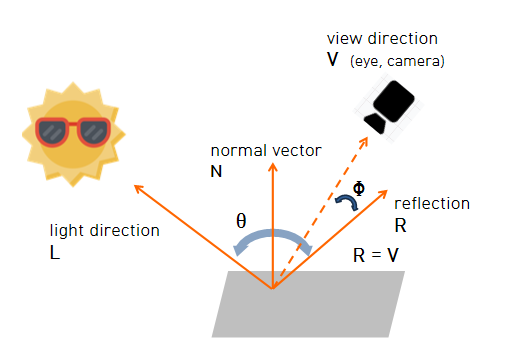 view direction
V (eye, camera)
normal vector
N
Φ
reflection
R
θ
light direction
L
R = V